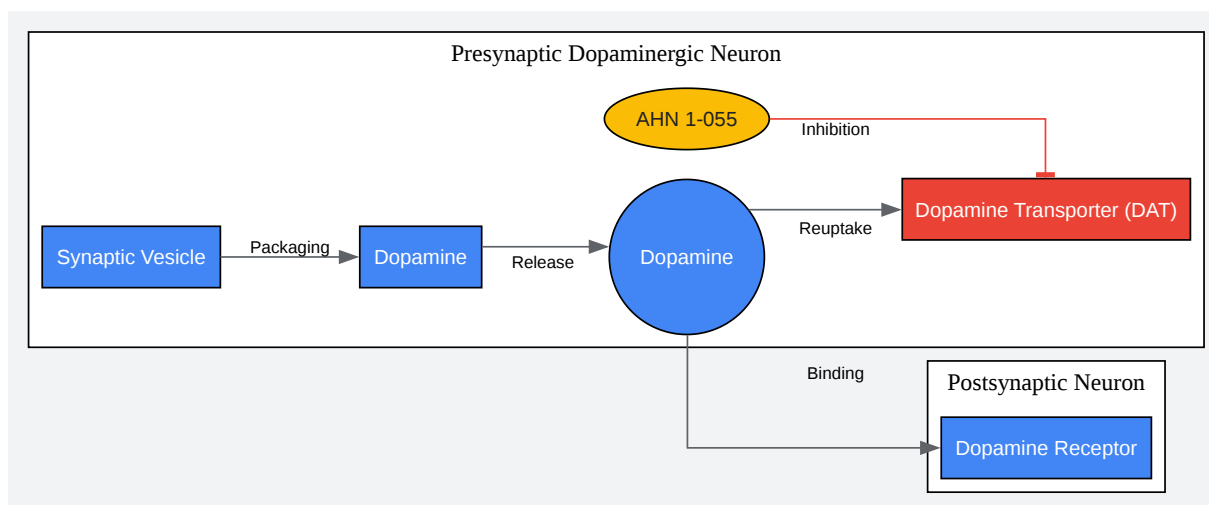 Presynaptic Dopaminergic Neuron
AHN 1-055
Inhibition
Dopamine Transporter (DAT)
Reuptake
Synaptic Vesicle
Packaging
Dopamine
Release
Dopamine
Binding
Postsynaptic Neuron
Dopamine Receptor